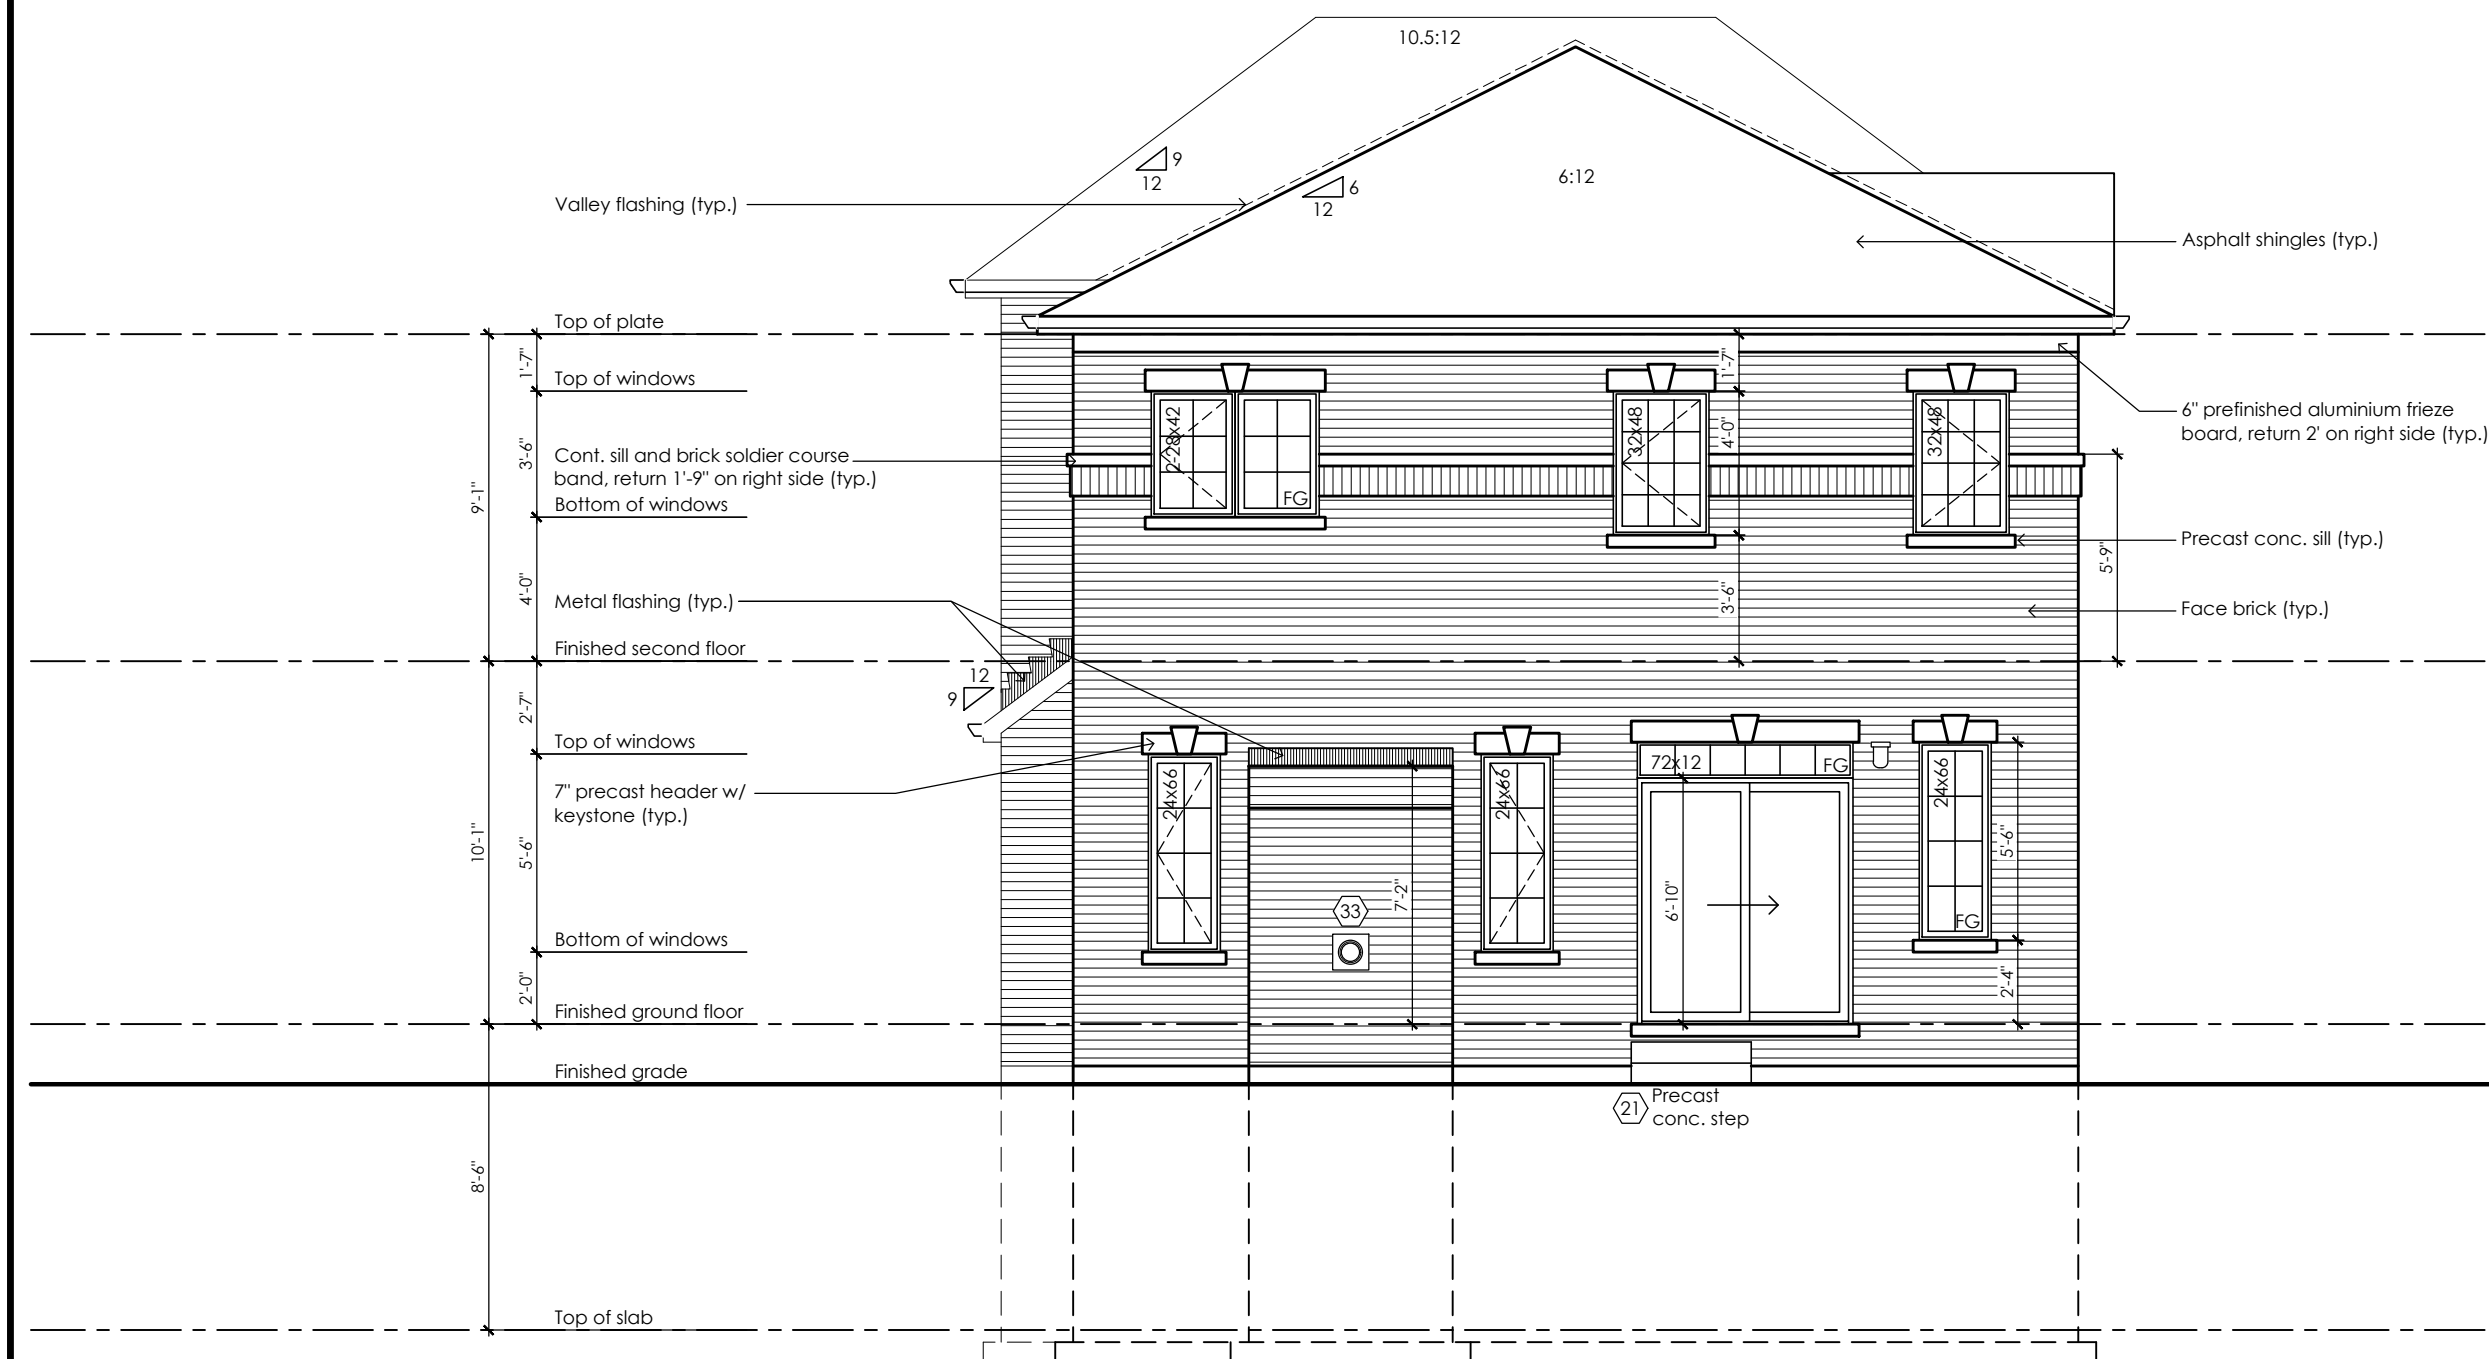 10.5:12
9
12
6
12
6:12
Valley flashing (typ.)
Asphalt shingles (typ.)
Top of plate
1'-7"
1'-7"
Top of windows
6" prefinished aluminium frieze
board, return 2' on right side (typ.)
2-28x42
32x48
4'-0"
32x48
3'-6"
Cont. sill and brick soldier course
band, return 1'-9" on right side (typ.)
9'-1"
FG
Bottom of windows
Precast conc. sill (typ.)
5'-9"
4'-0"
3'-6"
Metal flashing (typ.)
Face brick (typ.)
Finished second floor
12
9
2'-7"
Top of windows
72x12
FG
24x66
24x66
24x66
7" precast header w/
keystone (typ.)
10'-1"
5'-6"
5'-6"
7'-2"
6'-10"
33
FG
Bottom of windows
2'-0"
2'-4"
Finished ground floor
Finished grade
21
Precast
conc. step
8'-6"
Top of slab